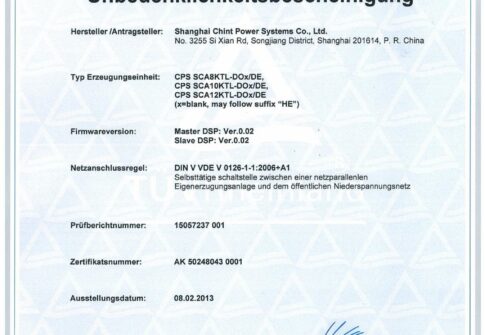 Unbedenklichkeitsbescheinigung
Hersteller /Antragsteller: Shanghai Chint Power Systems Co., Ltd.
No. 3255 Si Xian Rd, Songjiang District, Shanghai 201614, P. R. China
Typ Erzeugungseinheit: CPS SCA8KTL-DOx/DE,
CPS SCA10KTL-DOx/DE,
CPS SCA12KTL-DOx/DE
(x=blank, may follow suffix "HE")
Firmwareversion: Master DSP: Ver.0.02
Slave DSP: Ver.0.02
Netzanschlussregel: DIN V VDE V 0126-1-1:2006+A1
Selbsttätige schaltstelle zwischen einer netzparallenlen
Eigenerzeugungsanlage und dem öffentlichen Niederspannungsnetz
TÜVRheinland
Prüfberichtnummer: 15057237 001
Zertifikatsnummer: AK 50248043 0001
Ausstellungsdatum: 08.02.2013